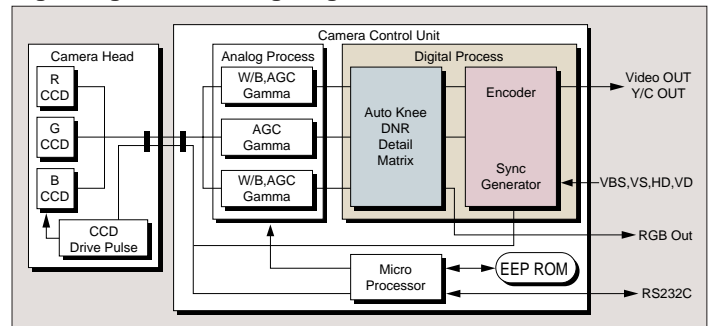 Camera Control Unit
Camera Head
R
CCD
G
CCD
B
CCD
CCD
Drive Pulse
Analog Process
W/B,AGC
Gamma
AGC
Gamma
W/B,AGC
Gamma
Digital Process
Auto Knee
DNR
Detail
Matrix
Encoder
Sync
Generator
Micro
Processor
EEP ROM
Video OUT
Y/C OUT
VBS,VS,HD,VD
RGB Out
RS232C